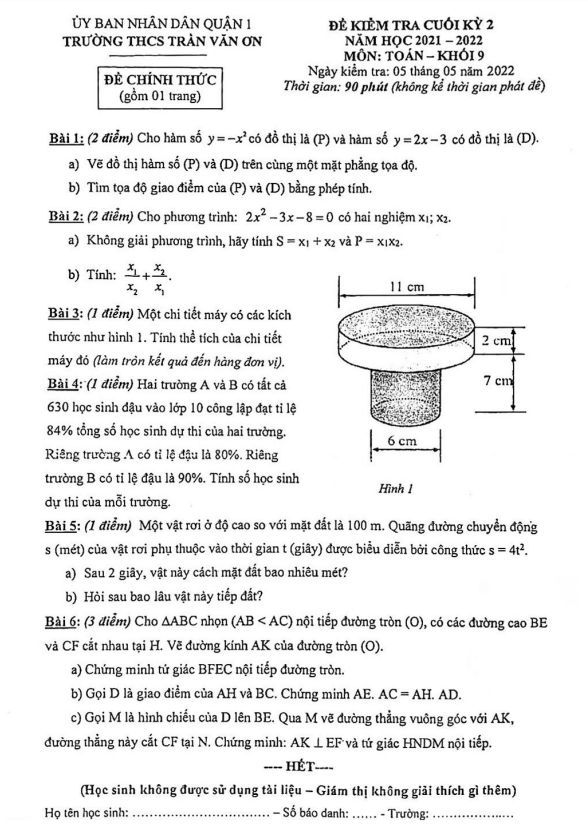 ỦY BAN NHÂN DÂN QUẬN 1
TRƯỜNG THCS TRẦN VĂN ƠN
ĐỀ CHÍNH THỨC
(gồm 01 trang)
ĐỀ KIỂM TRA CUỐI KỲ 2
NĂM HỌC 2021 – 2022
MÔN: TOÁN – KHỐI 9
Ngày kiểm tra: 05 tháng 05 năm 2022
Thời gian: 90 phút (không kể thời gian phát đề)
Bài 1: (2 điểm) Cho hàm số y = −x² có đồ thị là (P) và hàm số y = 2x − 3 có đồ thị là (D).
a) Vẽ đồ thị hàm số (P) và (D) trên cùng một mặt phẳng tọa độ.
b) Tìm tọa độ giao điểm của (P) và (D) bằng phép tính.
Bài 2: (2 điểm) Cho phương trình: 2x² − 3x − 8 = 0 có hai nghiệm x₁; x₂.
a) Không giải phương trình, hãy tính S = x₁ + x₂ và P = x₁x₂.
b) Tính: x₁/x₂ + x₂/x₁.
Bài 3: (1 điểm) Một chi tiết máy có các kích
thước như hình 1. Tính thể tích của chi tiết
máy đó (làm tròn kết quả đến hàng đơn vị).
Bài 4: (1 điểm) Hai trường A và B có tất cả
630 học sinh đậu vào lớp 10 công lập đạt tỉ lệ
84% tổng số học sinh dự thi của hai trường.
Riêng trường A có tỉ lệ đậu là 80%. Riêng
trường B có tỉ lệ đậu là 90%. Tính số học sinh
dự thi của mỗi trường.
11 cm
2 cm
7 cm
6 cm
Hình 1
Bài 5: (1 điểm) Một vật rơi ở độ cao so với mặt đất là 100 m. Quãng đường chuyển động
s (mét) của vật rơi phụ thuộc vào thời gian t (giây) được biểu diễn bởi công thức s = 4t².
a) Sau 2 giây, vật này cách mặt đất bao nhiêu mét?
b) Hỏi sau bao lâu vật này tiếp đất?
Bài 6: (3 điểm) Cho ΔABC nhọn (AB < AC) nội tiếp đường tròn (O), có các đường cao BE
và CF cắt nhau tại H. Vẽ đường kính AK của đường tròn (O).
a) Chứng minh tứ giác BFEC nội tiếp đường tròn.
b) Gọi D là giao điểm của AH và BC. Chứng minh AE. AC = AH. AD.
c) Gọi M là hình chiếu của D lên BE. Qua M vẽ đường thẳng vuông góc với AK,
đường thẳng này cắt CF tại N. Chứng minh: AK ⊥ EF và tứ giác HNDM nội tiếp.
---- HẾT----
(Học sinh không được sử dụng tài liệu – Giám thị không giải thích gì thêm)
Họ tên học sinh: ................................ – Số báo danh: ...... - Trường: ...................